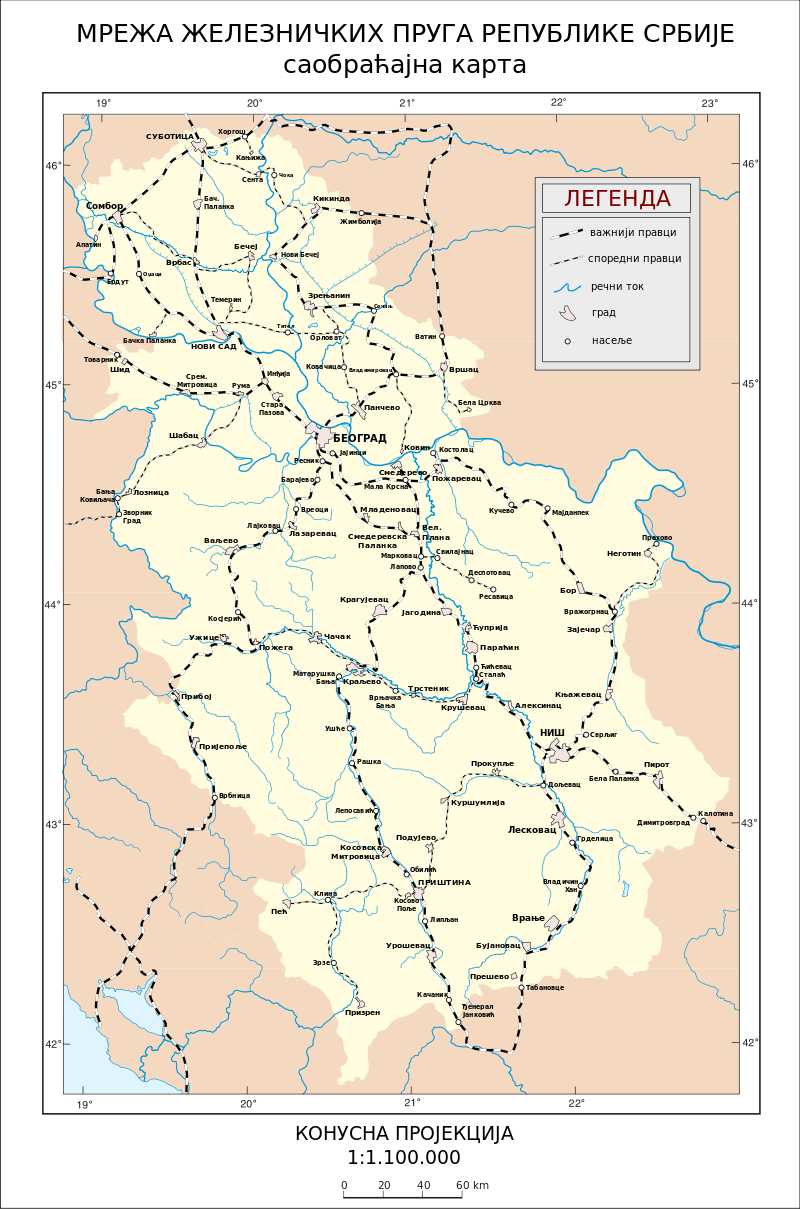 МРЕЖА ЖЕЛЕЗНИЧКИХ ПРУГА РЕПУБЛИКЕ СРБИЈЕ
саобраћајна карта
19°
20°
21°
22°
23°
46°
46°
45°
45°
44°
44°
43°
43°
42°
42°
19°
20°
21°
22°
ЛЕГЕНДА
важнији правци
споредни правци
речни ток
град
насеље
СУБОТИЦА
Хоргош
Кањижа
Сента
Чока
Сомбор
Бач.
Паланка
Кикинда
Жимболија
Апатин
Бечеј
Нови Бечеј
Врбас
Ердут
Оџаци
Темерин
Зрењанин
Сечањ
Тител
Орловат
Ватин
Бачка Паланка
НОВИ САД
Товарник
Шид
Срем.
Митровица
Рума
Инђија
Ковачица
Владимировац
Вршац
Стара
Пазова
Панчево
Бела Црква
БЕОГРАД
Шабац
Јајинци
Ресник
Ковин
Костолац
Смедерево
Барајево
Мала Крсна
Пожаревац
Бања
Ковиљача
Лозница
Зворник
Град
Вреоци
Младеновац
Кучево
Мајданпек
Лајковац
Лазаревац
Вел.
Плана
Смедеревска
Паланка
Ваљево
Марковац
Свилајнац
Прахово
Неготин
Лапово
Деспотовац
Ресавица
Бор
Крагујевац
Јагодина
Вражогрнац
Косјерић
Ћуприја
Зајечар
Ужице
Пожега
Чачак
Параћин
Матарушка
Бања
Краљево
Ћићевац
Сталаћ
Трстеник
Врњачка
Бања
Прибој
Крушевац
Алексинац
Књажевац
Ушће
НИШ
Сврљиг
Пријепоље
Рашка
Прокупље
Пирот
Бела Паланка
Дољевац
Врбница
Куршумлија
Лепосавић
Лесковац
Димитровград
Калотина
Грделица
Подујево
Косовска
Митровица
Обилић
ПРИШТИНА
Владичин
Хан
Клина
Косово
Поље
Пећ
Липљан
Врање
Урошевац
Бујановац
Зрзе
Прешево
Табановце
Качаник
Ђенерал
Јанковић
Призрен
КОНУСНА ПРОЈЕКЦИЈА
1:1.100.000
0 20 40 60 km